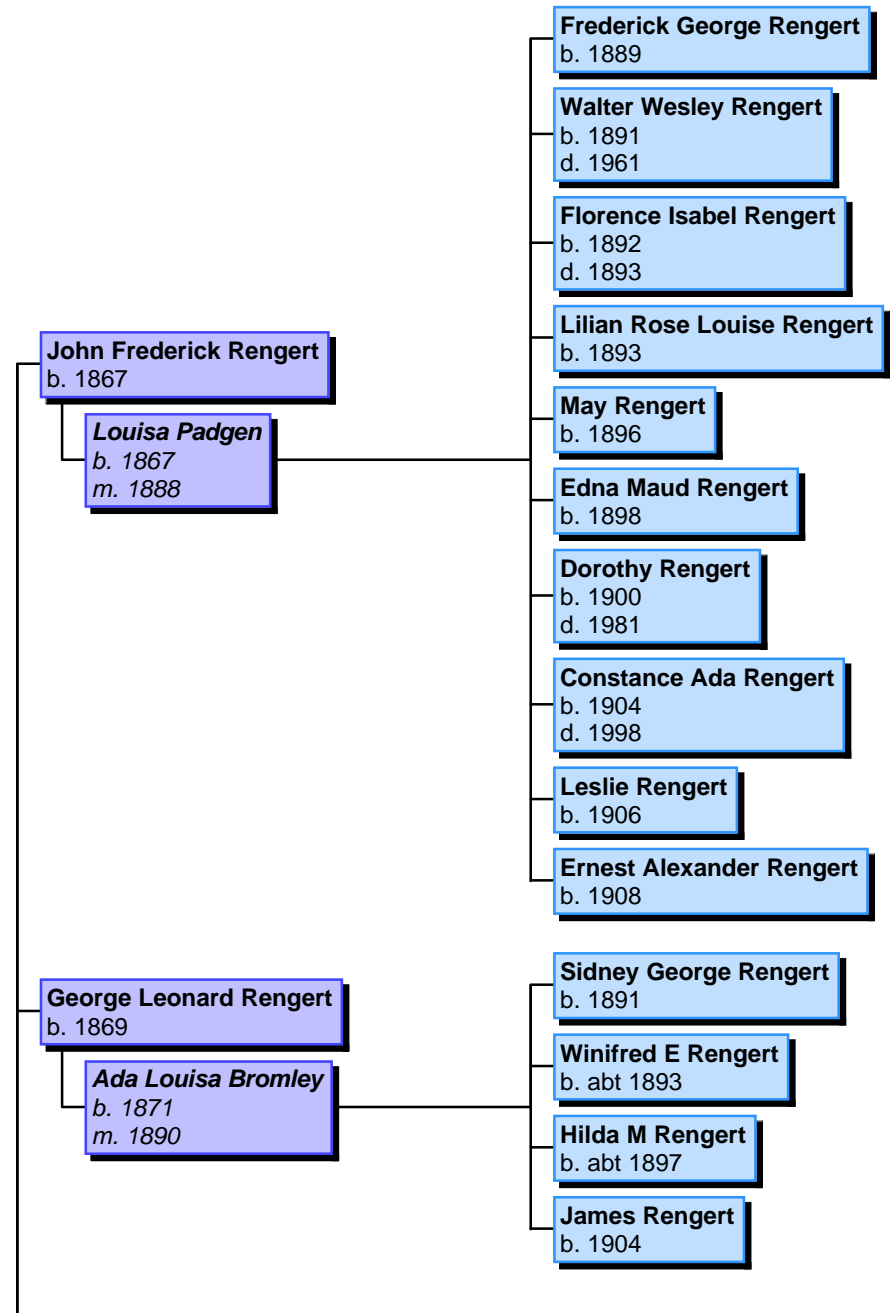 Frederick George Rengert
b. 1889
Walter Wesley Rengert
b. 1891
d. 1961
Florence Isabel Rengert
b. 1892
d. 1893
Lilian Rose Louise Rengert
b. 1893
John Frederick Rengert
b. 1867
Louisa Padgen
b. 1867
m. 1888
May Rengert
b. 1896
Edna Maud Rengert
b. 1898
Dorothy Rengert
b. 1900
d. 1981
Constance Ada Rengert
b. 1904
d. 1998
Leslie Rengert
b. 1906
Ernest Alexander Rengert
b. 1908
George Leonard Rengert
b. 1869
Ada Louisa Bromley
b. 1871
m. 1890
Sidney George Rengert
b. 1891
Winifred E Rengert
b. abt 1893
Hilda M Rengert
b. abt 1897
James Rengert
b. 1904